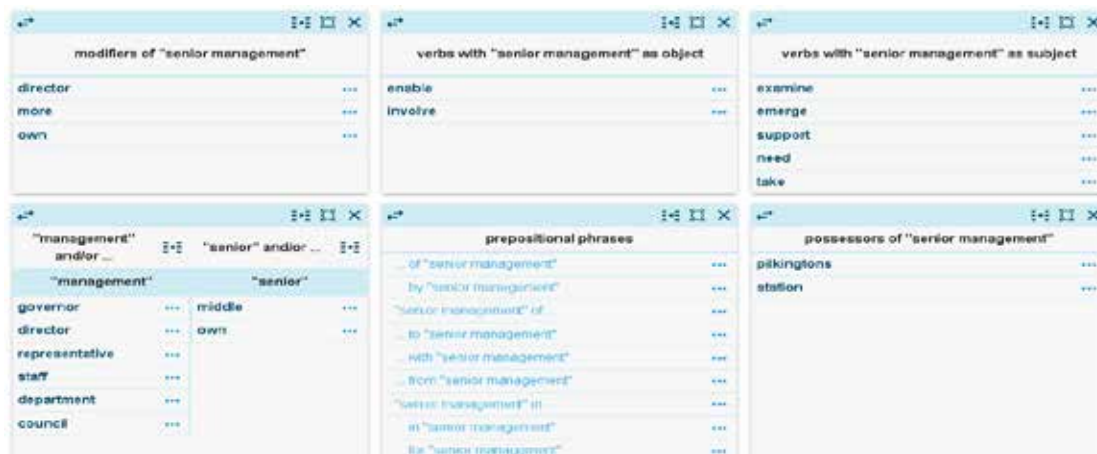 modifiers of "senior management"
director
more
own
verbs with "senior management" as object
enable
involve
verbs with "senior management" as subject
examine
emerge
support
need
take
"management" and/or ...
"senior" and/or ...
"management"
"senior"
governor
director
representative
staff
department
council
middle
own
prepositional phrases
... of "senior management"
... by "senior management"
"senior management" of ...
... to "senior management"
... with "senior management"
... from "senior management"
"senior management" in ...
... in "senior management"
... for "senior management"
possessors of "senior management"
pilkingtons
station